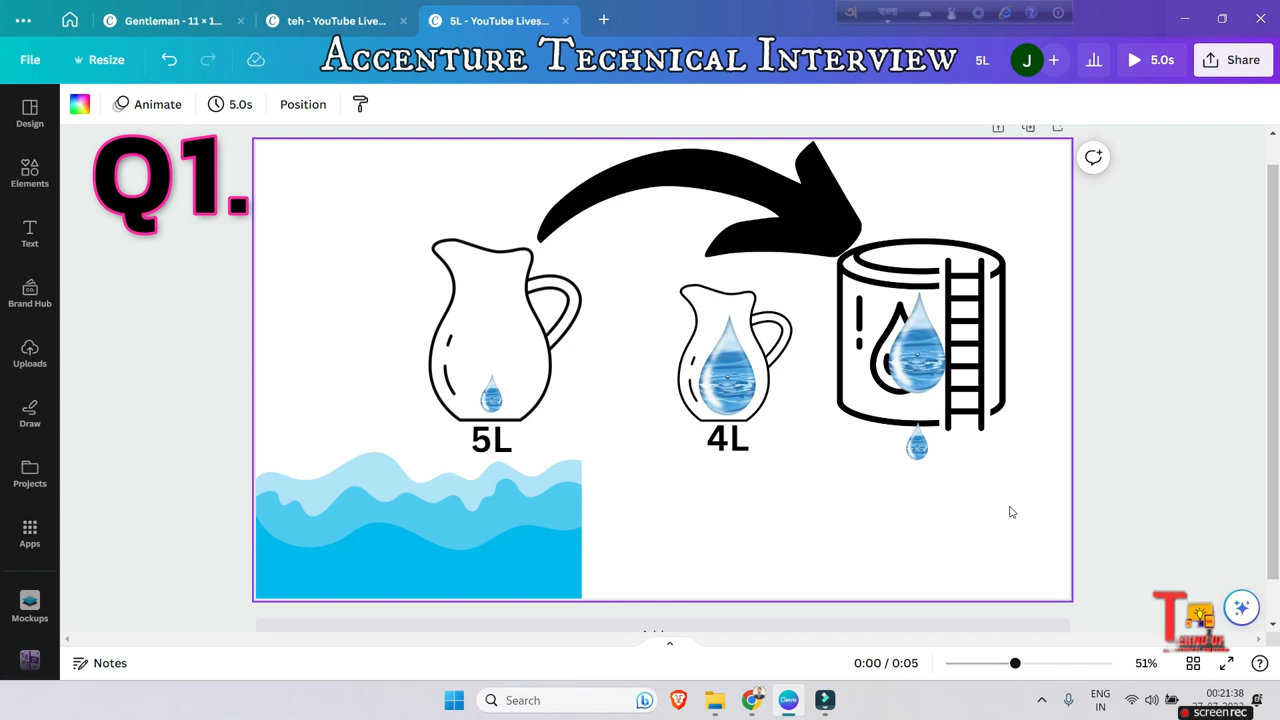 Gentleman - 11 × 1...
teh - YouTube Lives...
5L - YouTube Lives...
বাংলা
File
Resize
Accenture Technical Interview
5L
J
5.0s
Share
Animate
5.0s
Position
Design
Elements
Text
Brand Hub
Uploads
Draw
Projects
Apps
Mockups
Q1.
5L
4L
Notes
0:00 / 0:05
51%
Search
ENG
IN
00:21:38
screenrec